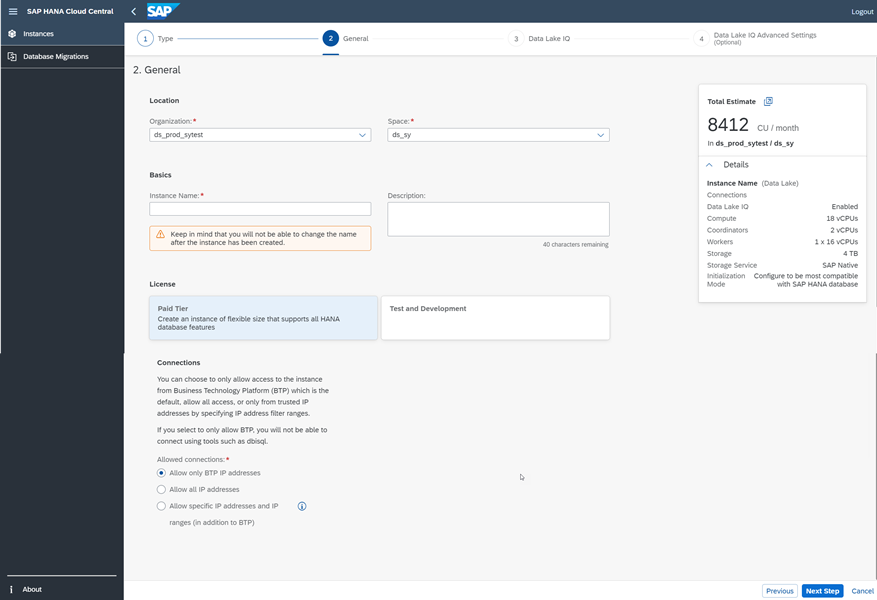 SAP HANA Cloud Central
SAP
Logout
Instances
Database Migrations
1 Type
2 General
3 Data Lake IQ
4 Data Lake IQ Advanced Settings
(Optional)
2. General
Location
Organization:*
ds_prod_sytest
Space:*
ds_sy
Basics
Instance Name:*
Description:
Keep in mind that you will not be able to change the name
after the instance has been created.
40 characters remaining
License
Paid Tier
Create an instance of flexible size that supports all HANA
database features
Test and Development
Connections
You can choose to only allow access to the instance
from Business Technology Platform (BTP) which is the
default, allow all access, or only from trusted IP
addresses by specifying IP address filter ranges.
If you select to only allow BTP, you will not be able to
connect using tools such as dbisql.
Allowed connections:*
Allow only BTP IP addresses
Allow all IP addresses
Allow specific IP addresses and IP
ranges (in addition to BTP)
Total Estimate
8412 CU / month
In ds_prod_sytest / ds_sy
Details
Instance Name (Data Lake)
Connections
Data Lake IQ Enabled
Compute 18 vCPUs
Coordinators 2 vCPUs
Workers 1 x 16 vCPUs
Storage 4 TB
Storage Service SAP Native
Initialization Configure to be most compatible
Mode with SAP HANA database
About
Previous
Next Step
Cancel